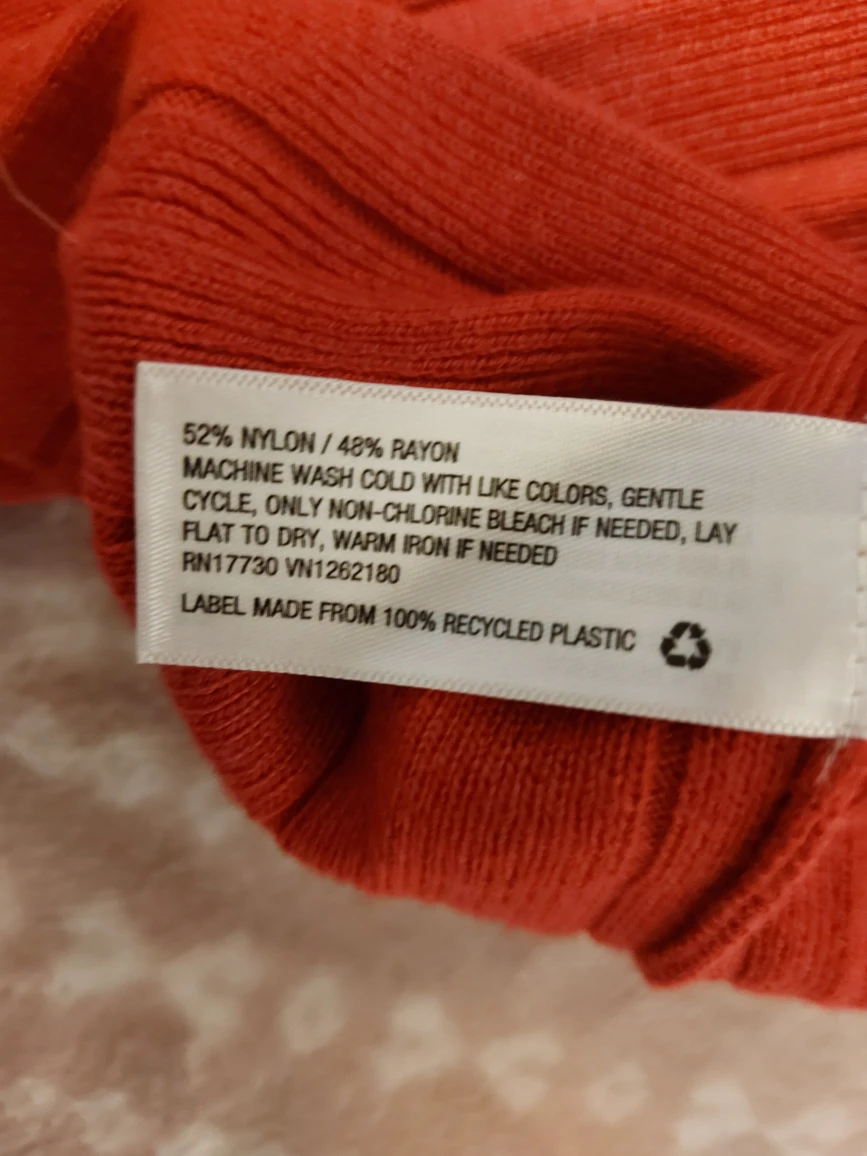 52% NYLON / 48% RAYON
MACHINE WASH COLD WITH LIKE COLORS, GENTLE
CYCLE, ONLY NON-CHLORINE BLEACH IF NEEDED, LAY
FLAT TO DRY, WARM IRON IF NEEDED
RN17730 VN1262180
LABEL MADE FROM 100% RECYCLED PLASTIC